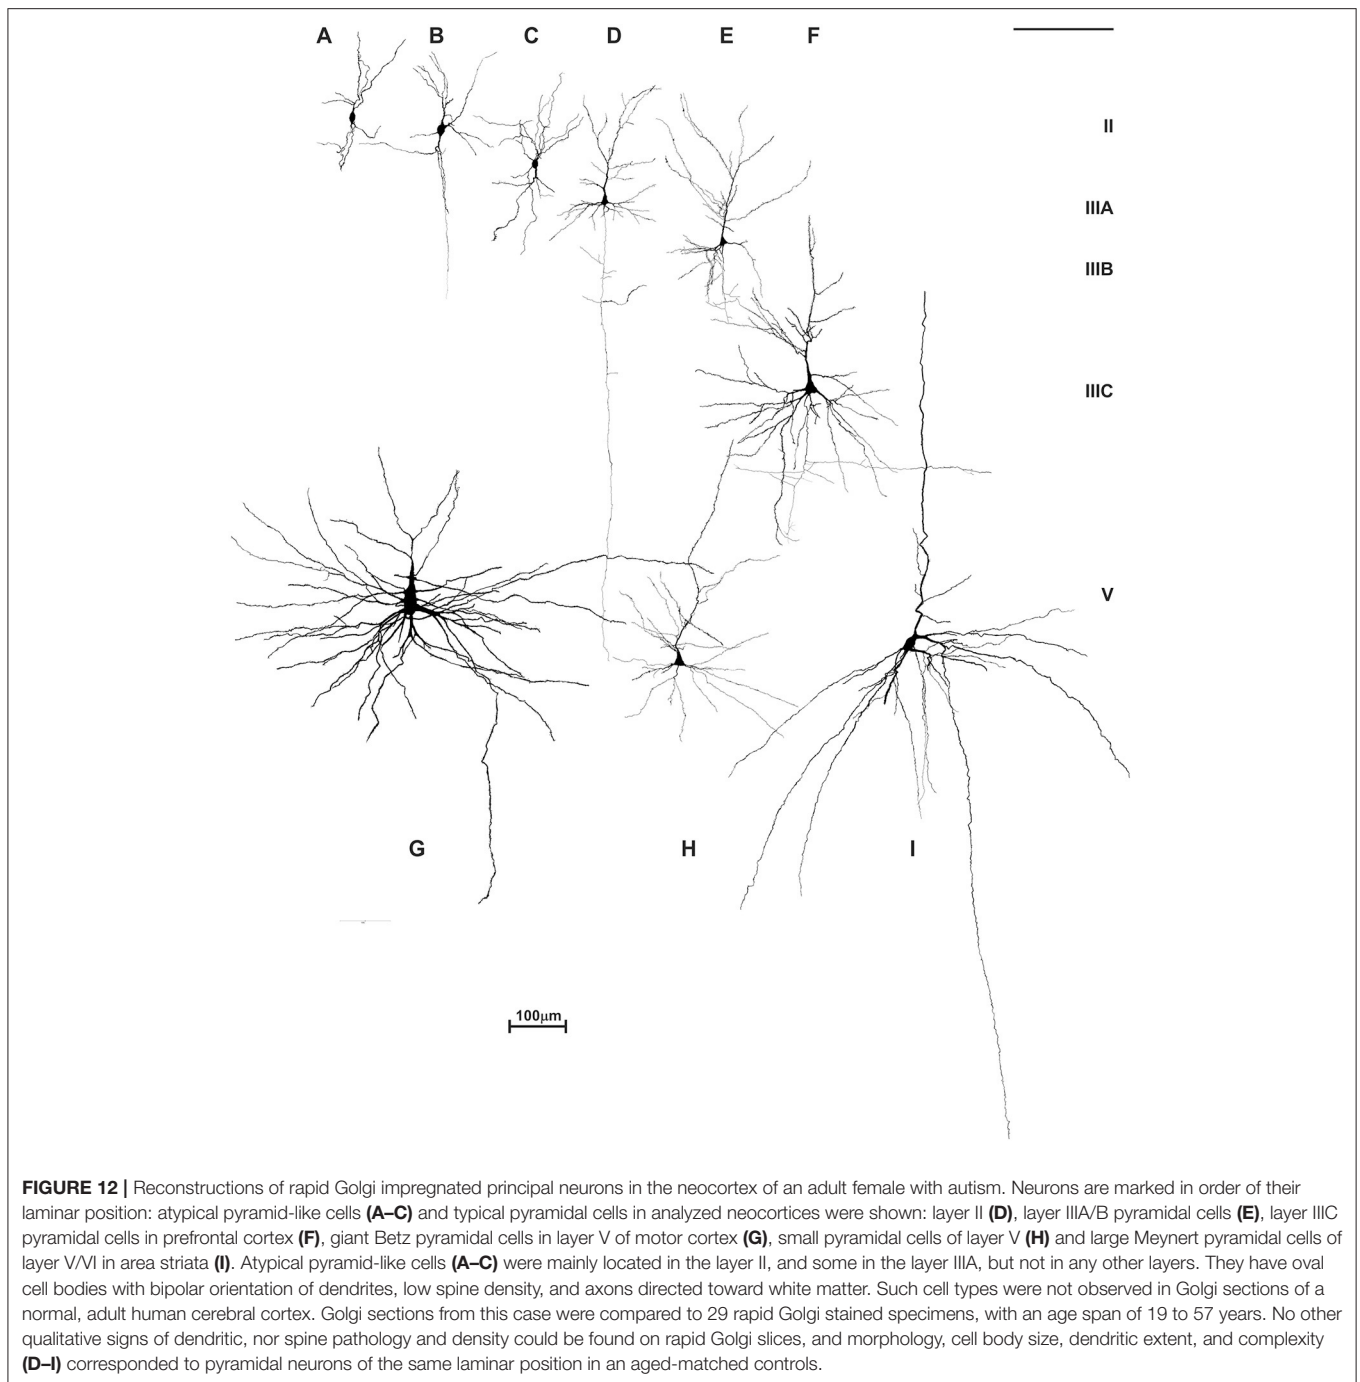 A B C D E F
II
IIIA
IIIB
IIIC
V
G H I
100µm
FIGURE 12 | Reconstructions of rapid Golgi impregnated principal neurons in the neocortex of an adult female with autism. Neurons are marked in order of their
laminar position: atypical pyramid-like cells (A–C) and typical pyramidal cells in analyzed neocortices were shown: layer II (D), layer IIIA/B pyramidal cells (E), layer IIIC
pyramidal cells in prefrontal cortex (F), giant Betz pyramidal cells in layer V of motor cortex (G), small pyramidal cells of layer V (H) and large Meynert pyramidal cells of
layer V/VI in area striata (I). Atypical pyramid-like cells (A–C) were mainly located in the layer II, and some in the layer IIIA, but not in any other layers. They have oval
cell bodies with bipolar orientation of dendrites, low spine density, and axons directed toward white matter. Such cell types were not observed in Golgi sections of a
normal, adult human cerebral cortex. Golgi sections from this case were compared to 29 rapid Golgi stained specimens, with an age span of 19 to 57 years. No other
qualitative signs of dendritic, nor spine pathology and density could be found on rapid Golgi slices, and morphology, cell body size, dendritic extent, and complexity
(D–I) corresponded to pyramidal neurons of the same laminar position in an aged-matched controls.